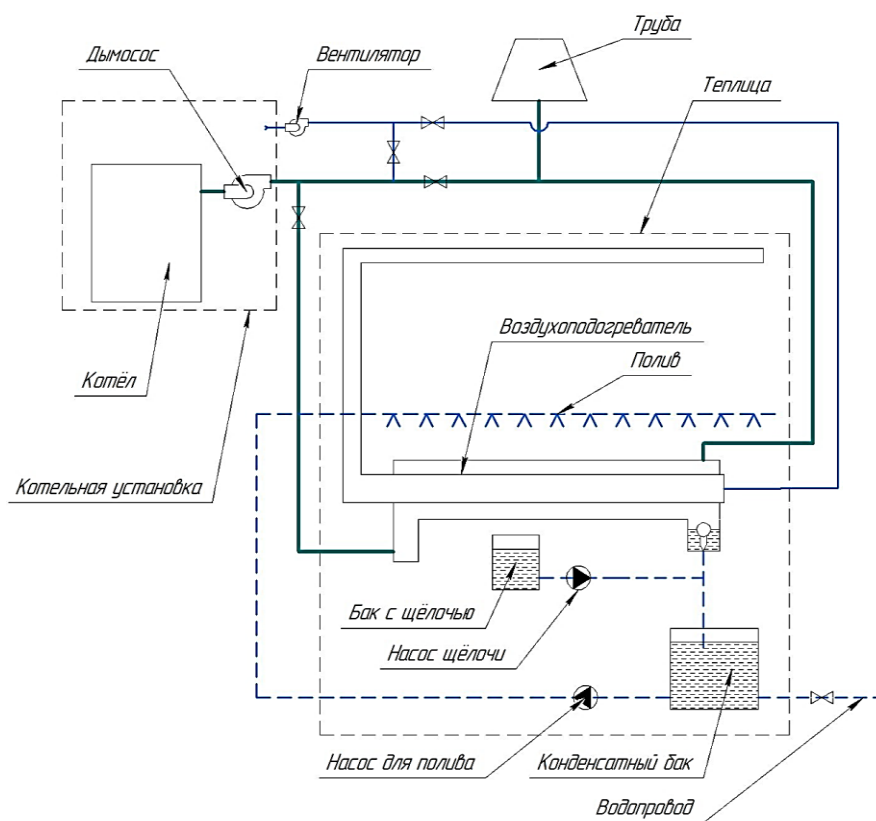 Труба
Дымосос
Вентилятор
Теплица
Воздухоподогреватель
Полив
Котёл
Котельная установка
Бак с щёлочью
Насос щёлочи
Насос для полива
Конденсатный бак
Водопровод